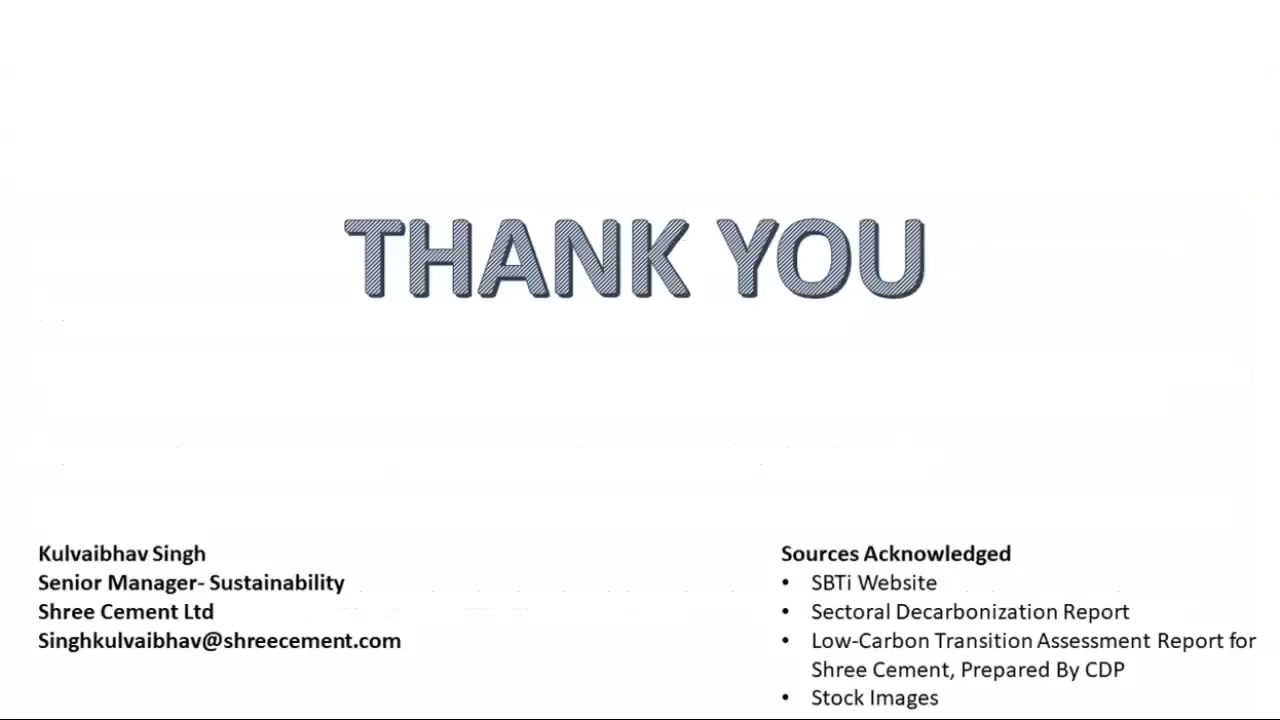 THANK YOU
Kulvaibhav Singh
Senior Manager- Sustainability
Shree Cement Ltd
Singhkulvaibhav@shreecement.com
Sources Acknowledged
• SBTi Website
• Sectoral Decarbonization Report
• Low-Carbon Transition Assessment Report for
Shree Cement, Prepared By CDP
• Stock Images